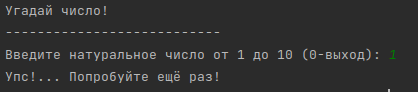 Угадай число!
---------------------------
Введите натуральное число от 1 до 10 (0-выход): 1
Упс!... Попробуйте ещё раз!